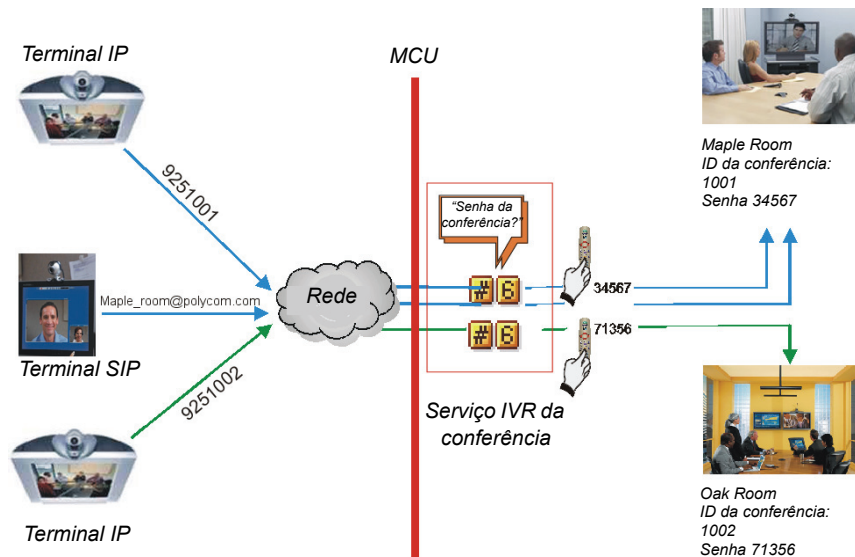 Terminal IP
MCU
Maple Room
ID da conferência:
1001
Senha 34567
9251001
“Senha da
conferência?”
Maple_room@polycom.com
Rede
# 6
34567
# 6
71356
Terminal SIP
9251002
Serviço IVR da
conferência
Terminal IP
Oak Room
ID da conferência:
1002
Senha 71356